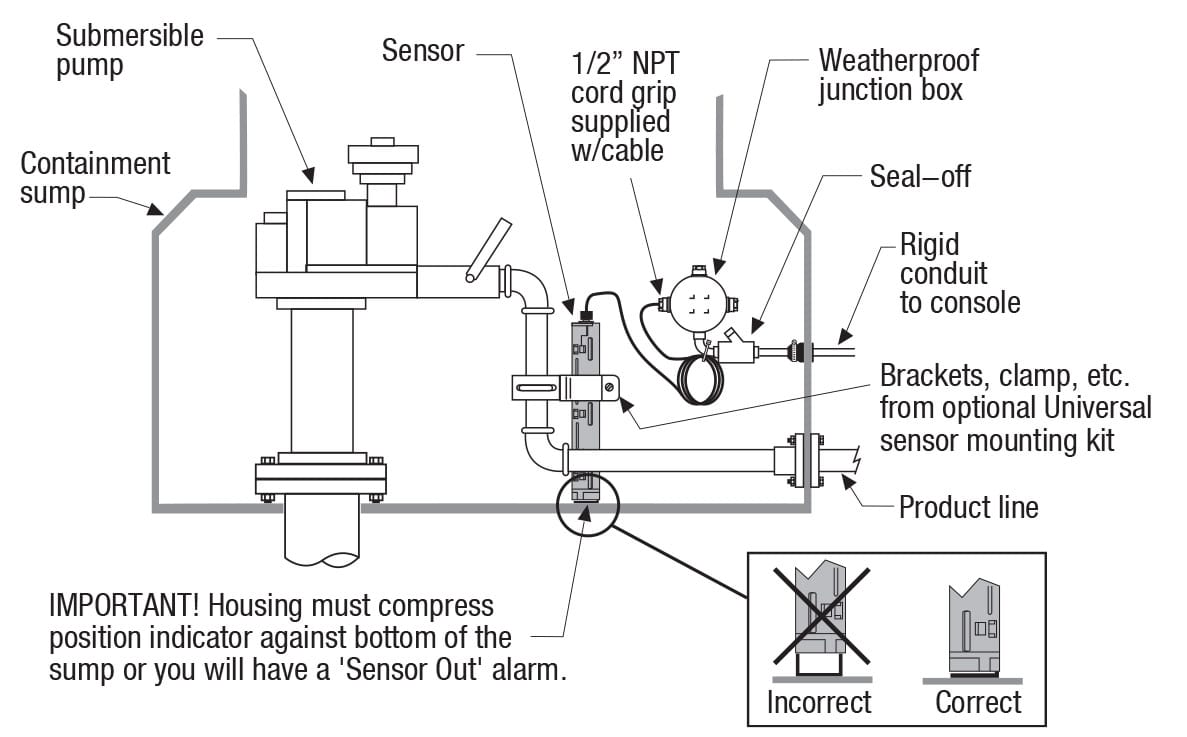 Submersible
pump
Sensor
1/2” NPT
cord grip
supplied
w/cable
Weatherproof
junction box
Containment
sump
Seal–off
Rigid
conduit
to console
Brackets, clamp, etc.
from optional Universal
sensor mounting kit
Product line
IMPORTANT! Housing must compress
position indicator against bottom of the
sump or you will have a 'Sensor Out' alarm.
Incorrect
Correct